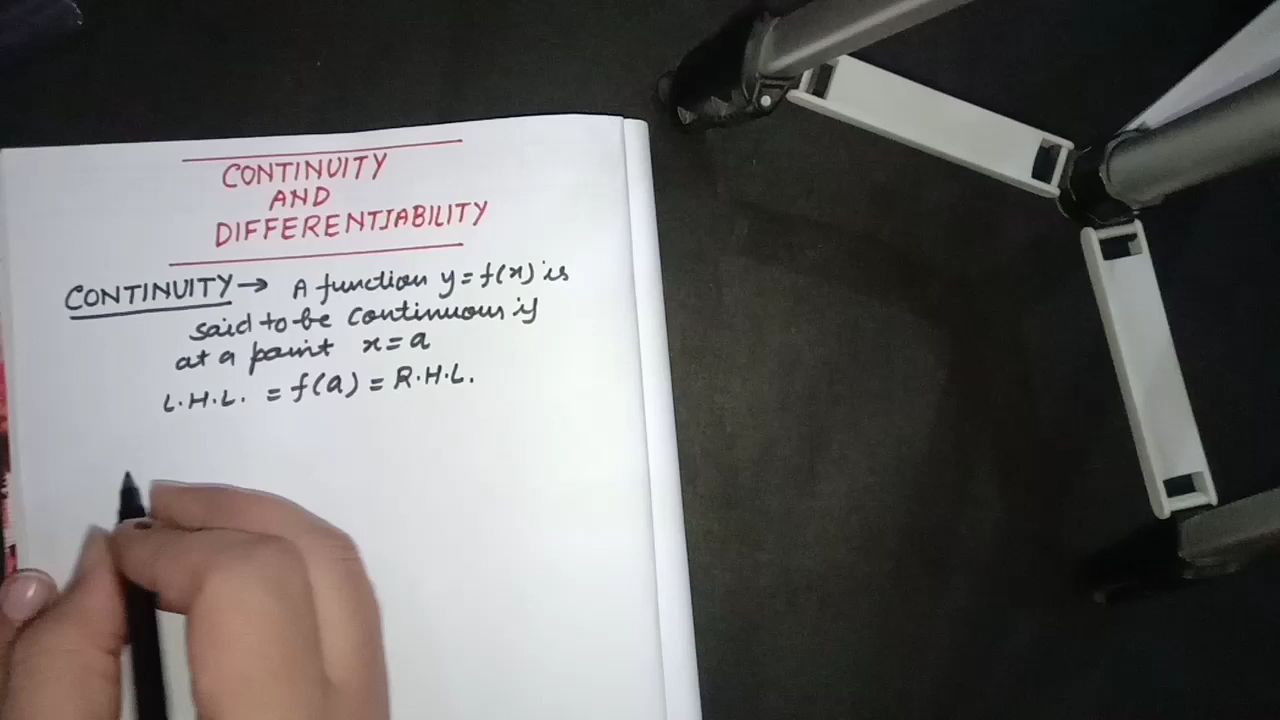 CONTINUITY
AND
DIFFERENTIABILITY
CONTINUITY → A function y = f(x) is
said to be continuous if
at a point x = a
L.H.L. = f(a) = R.H.L.